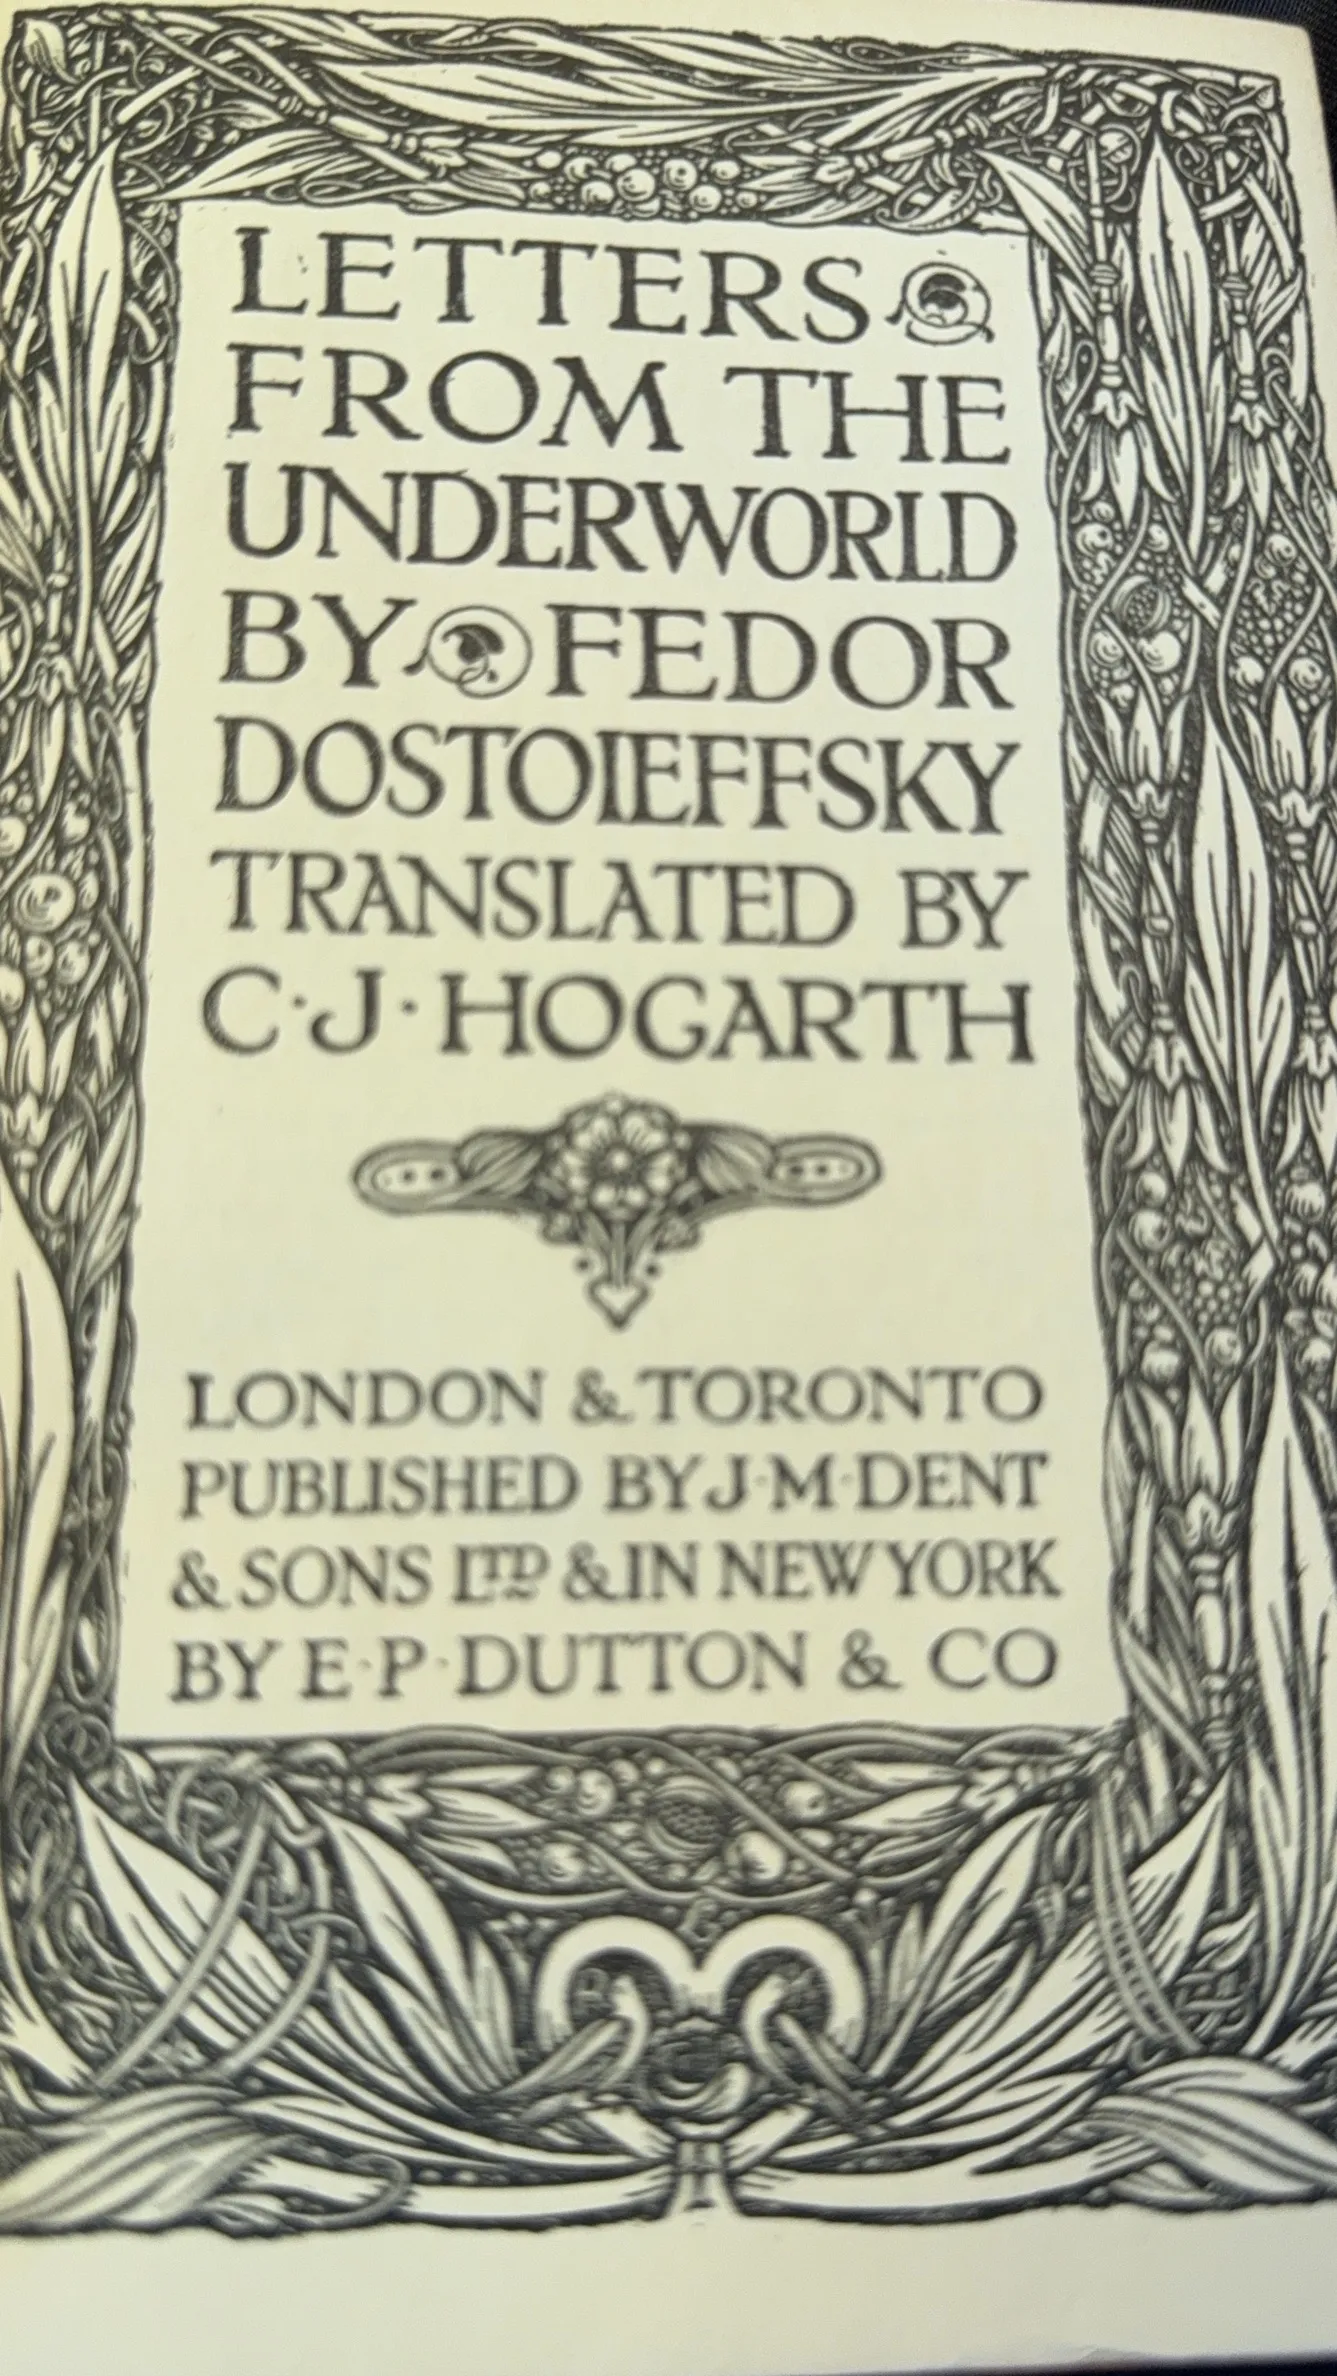 LETTERS
FROM THE
UNDERWORLD
BY FEDOR
DOSTOIEFFSKY
TRANSLATED BY
C·J·HOGARTH
LONDON & TORONTO
PUBLISHED BY J·M·DENT
& SONS LTD & IN NEW YORK
BY E·P·DUTTON & CO